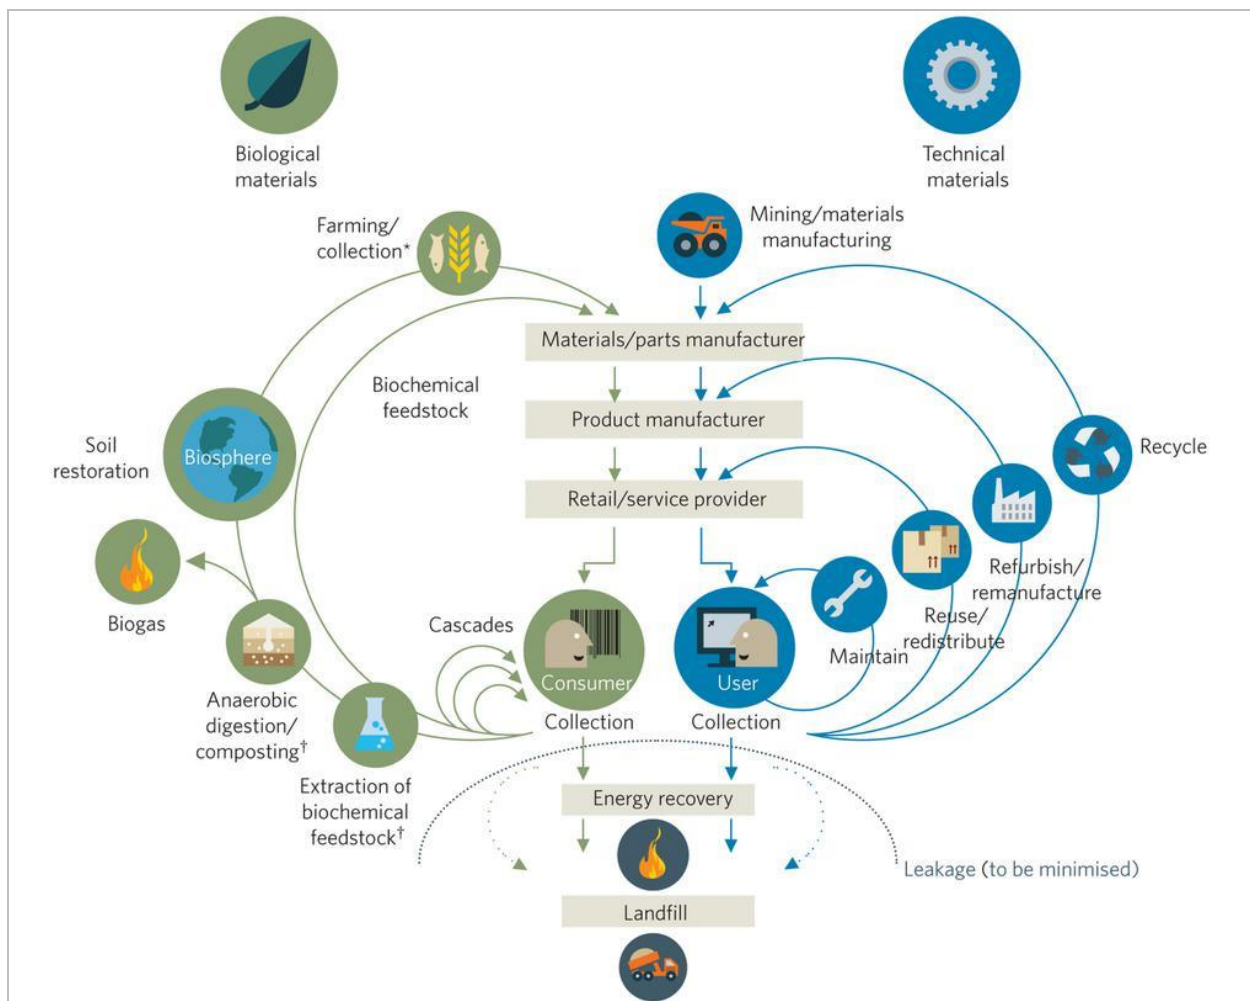 Biological
materials
Technical
materials
Farming/
collection*
Mining/materials
manufacturing
Materials/parts manufacturer
Biochemical
feedstock
Product manufacturer
Soil
restoration
Biosphere
Recycle
Retail/service provider
Biogas
Refurbish/
remanufacture
Reuse/
redistribute
Cascades
Maintain
Consumer
User
Anaerobic
digestion/
composting†
Collection
Collection
Extraction of
biochemical
feedstock†
Energy recovery
Leakage (to be minimised)
Landfill